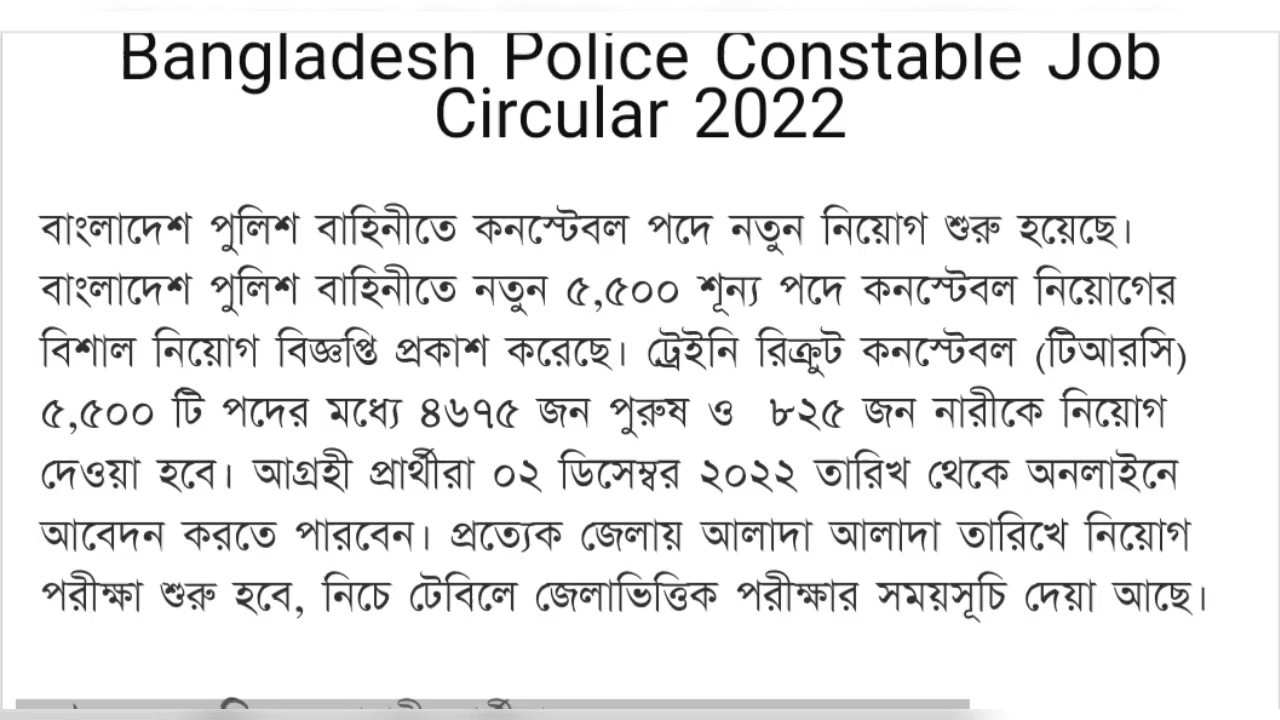 Bangladesh Police Constable Job
Circular 2022
বাংলাদেশ পুলিশ বাহিনীতে কনস্টেবল পদে নতুন নিয়োগ শুরু হয়েছে।
বাংলাদেশ পুলিশ বাহিনীতে নতুন ৫,৫০০ শূন্য পদে কনস্টেবল নিয়োগের
বিশাল নিয়োগ বিজ্ঞপ্তি প্রকাশ করেছে। ট্রেইনি রিক্রুট কনস্টেবল (টিআরসি)
৫,৫০০ টি পদের মধ্যে ৪৬৭৫ জন পুরুষ ও ৮২৫ জন নারীকে নিয়োগ
দেওয়া হবে। আগ্রহী প্রার্থীরা ০২ ডিসেম্বর ২০২২ তারিখ থেকে অনলাইনে
আবেদন করতে পারবেন। প্রত্যেক জেলায় আলাদা আলাদা তারিখে নিয়োগ
পরীক্ষা শুরু হবে, নিচে টেবিলে জেলাভিত্তিক পরীক্ষার সময়সূচি দেয়া আছে।